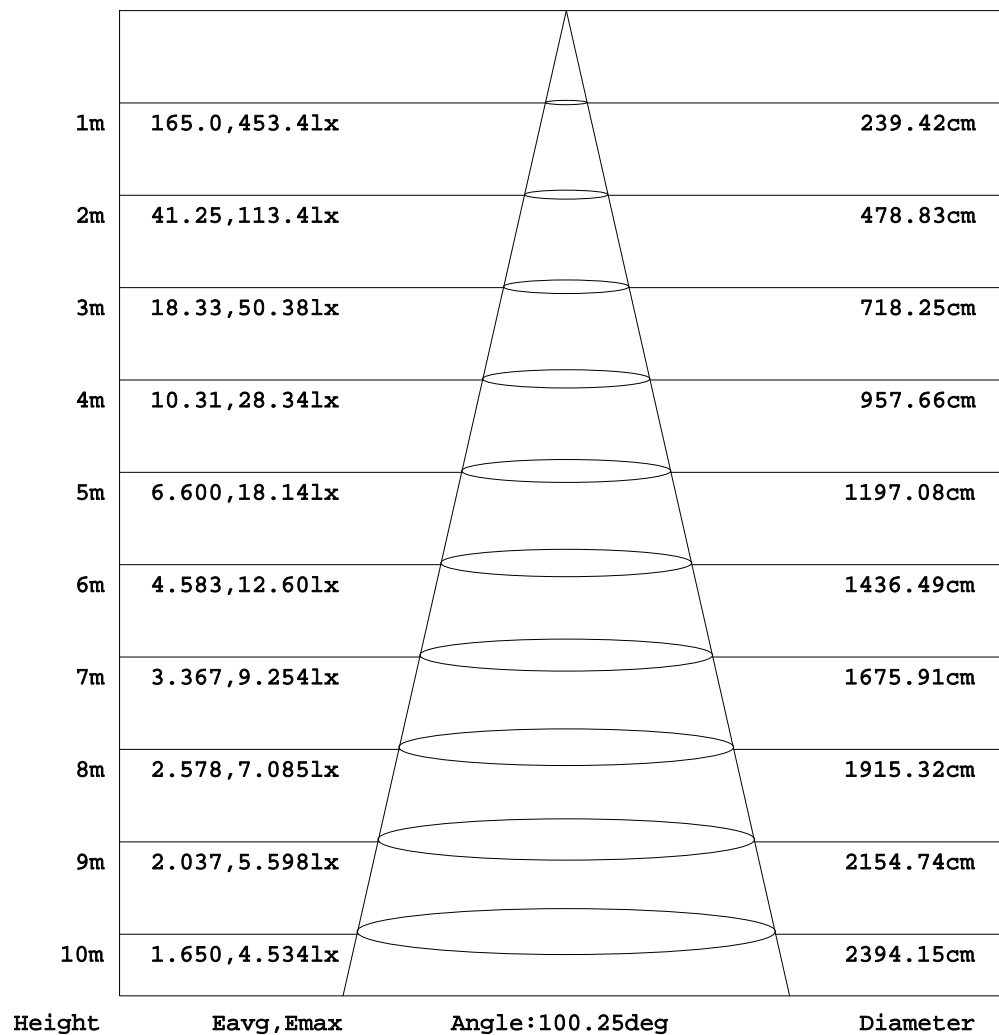 1m 165.0,453.4lx 239.42cm
2m 41.25,113.4lx 478.83cm
3m 18.33,50.38lx 718.25cm
4m 10.31,28.34lx 957.66cm
5m 6.600,18.14lx 1197.08cm
6m 4.583,12.60lx 1436.49cm
7m 3.367,9.254lx 1675.91cm
8m 2.578,7.085lx 1915.32cm
9m 2.037,5.598lx 2154.74cm
10m 1.650,4.534lx 2394.15cm
Height Eavg,Emax Angle:100.25deg Diameter